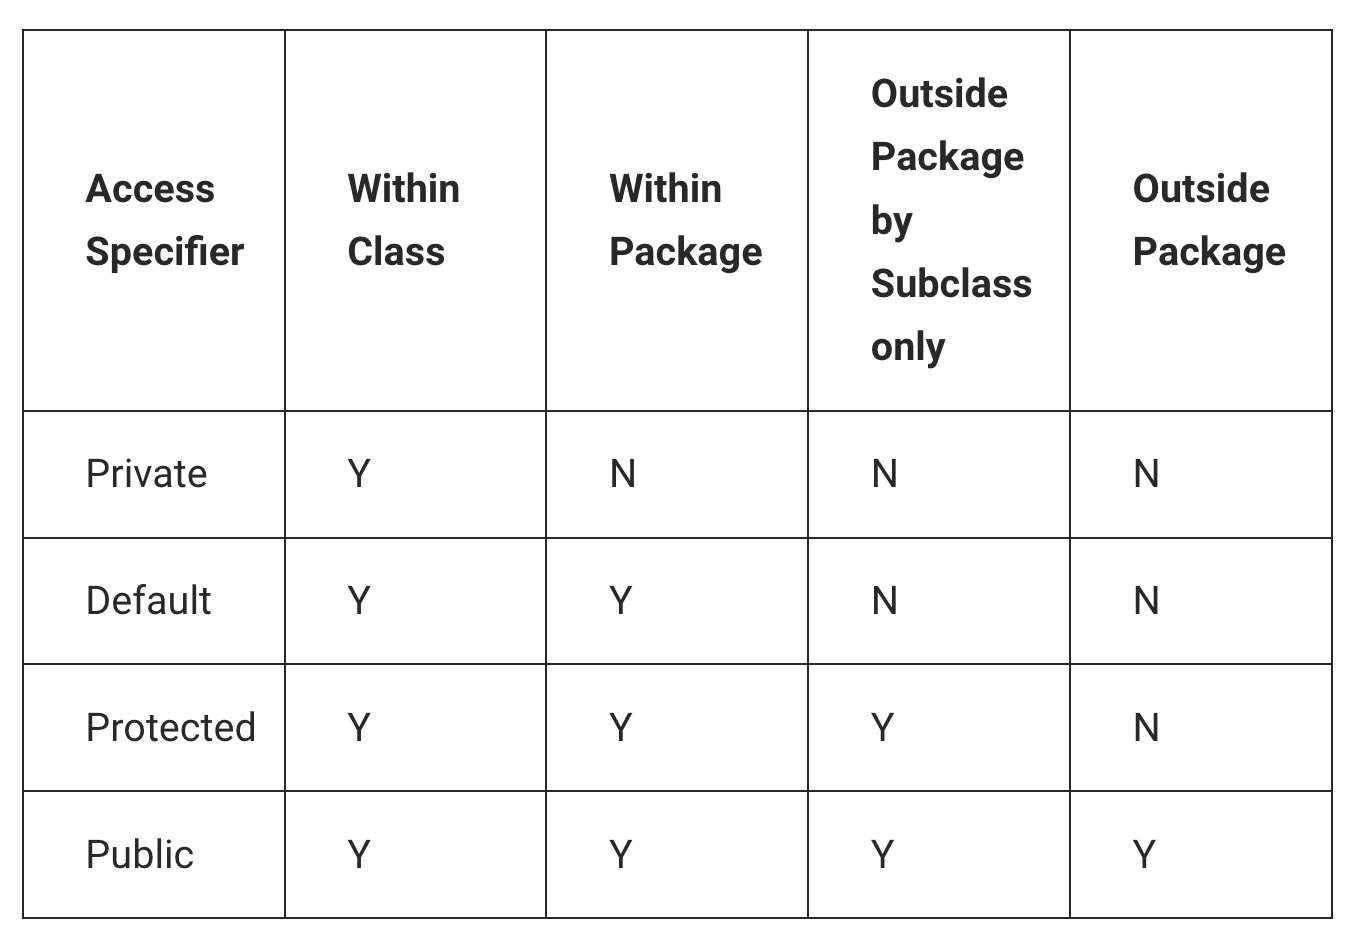 Access
Specifier
Within
Class
Within
Package
Outside
Package
by
Subclass
only
Outside
Package
Private Y N N N
Default Y Y N N
Protected Y Y Y N
Public Y Y Y Y